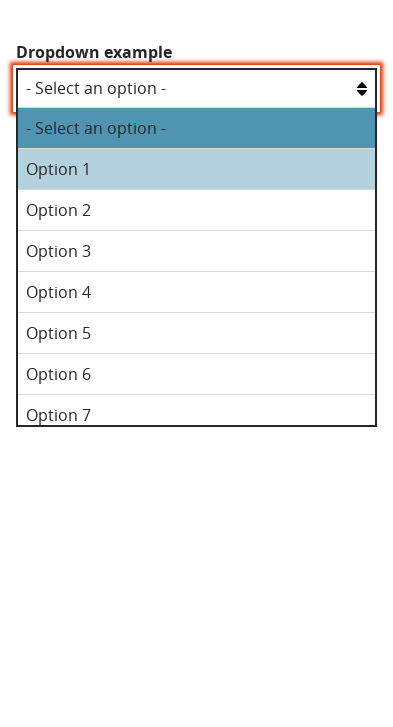 Dropdown example
- Select an option -
- Select an option -
Option 1
Option 2
Option 3
Option 4
Option 5
Option 6
Option 7